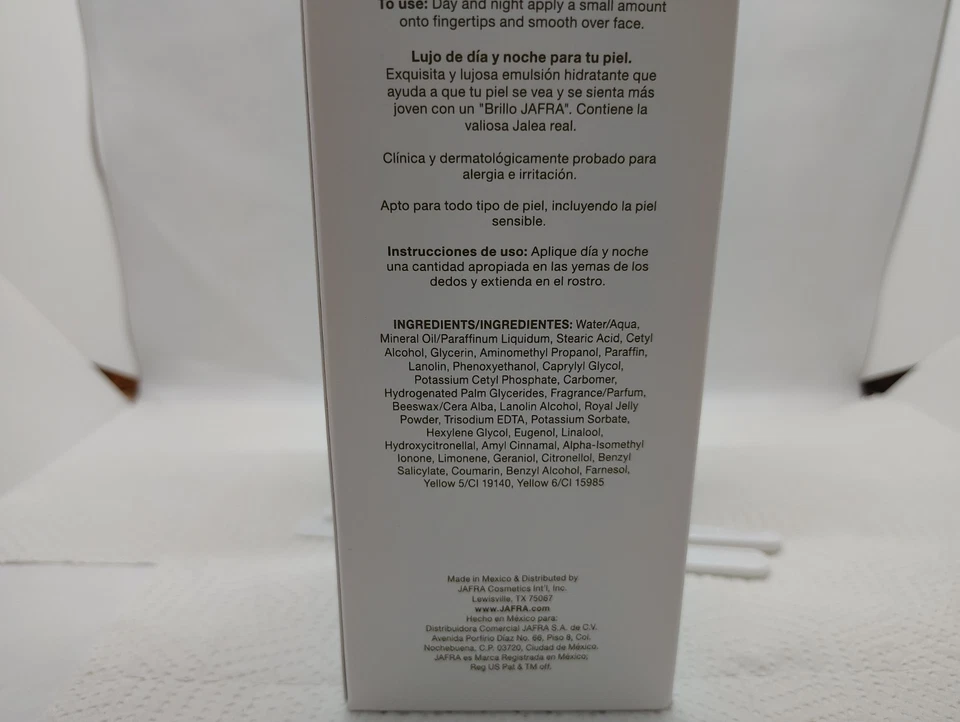 To use: Day and night apply a small amount
onto fingertips and smooth over face.
Lujo de día y noche para tu piel.
Exquisita y lujosa emulsión hidratante que
ayuda a que tu piel se vea y se sienta más
joven con un "Brillo JAFRA". Contiene la
valiosa Jalea real.
Clínica y dermatológicamente probado para
alergia e irritación.
Apto para todo tipo de piel, incluyendo la piel
sensible.
Instrucciones de uso: Aplique día y noche
una cantidad apropiada en las yemas de los
dedos y extienda en el rostro.
INGREDIENTS/INGREDIENTES: Water/Aqua,
Mineral Oil/Paraffinum Liquidum, Stearic Acid, Cetyl
Alcohol, Glycerin, Aminomethyl Propanol, Paraffin,
Lanolin, Phenoxyethanol, Caprylyl Glycol,
Potassium Cetyl Phosphate, Carbomer,
Hydrogenated Palm Glycerides, Fragrance/Parfum,
Beeswax/Cera Alba, Lanolin Alcohol, Royal Jelly
Powder, Trisodium EDTA, Potassium Sorbate,
Hexylene Glycol, Eugenol, Linalool,
Hydroxycitronellal, Amyl Cinnamal, Alpha-Isomethyl
Ionone, Limonene, Geraniol, Citronellol, Benzyl
Salicylate, Coumarin, Benzyl Alcohol, Farnesol,
Yellow 5/CI 19140, Yellow 6/CI 15985
Made in Mexico & Distributed by
JAFRA Cosmetics Int'l, Inc.
Lewisville, TX 75067
www.JAFRA.com
Hecho en México para:
Distribuidora Comercial JAFRA S.A. de C.V.
Avenida Porfirio Díaz No. 66, Piso 8, Col.
Nochebuena, C.P. 03720, Ciudad de México.
JAFRA es Marca Registrada en México;
Reg US Pat & TM off.